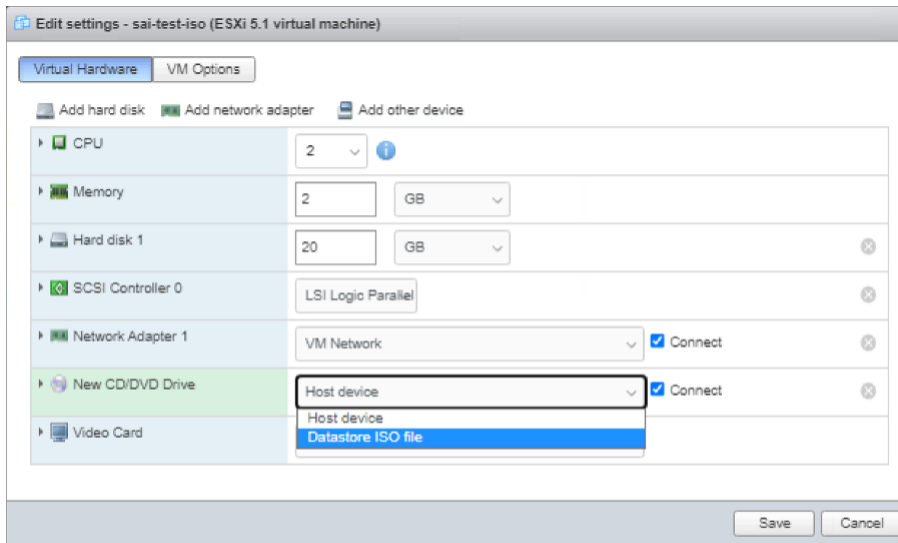 Edit settings - sai-test-iso (ESXi 5.1 virtual machine)
Virtual Hardware VM Options
Add hard disk Add network adapter Add other device
CPU 2
Memory 2 GB
Hard disk 1 20 GB
SCSI Controller 0 LSI Logic Parallel
Network Adapter 1 VM Network Connect
New CD/DVD Drive Host device Connect
Host device
Datastore ISO file
Video Card
Save Cancel